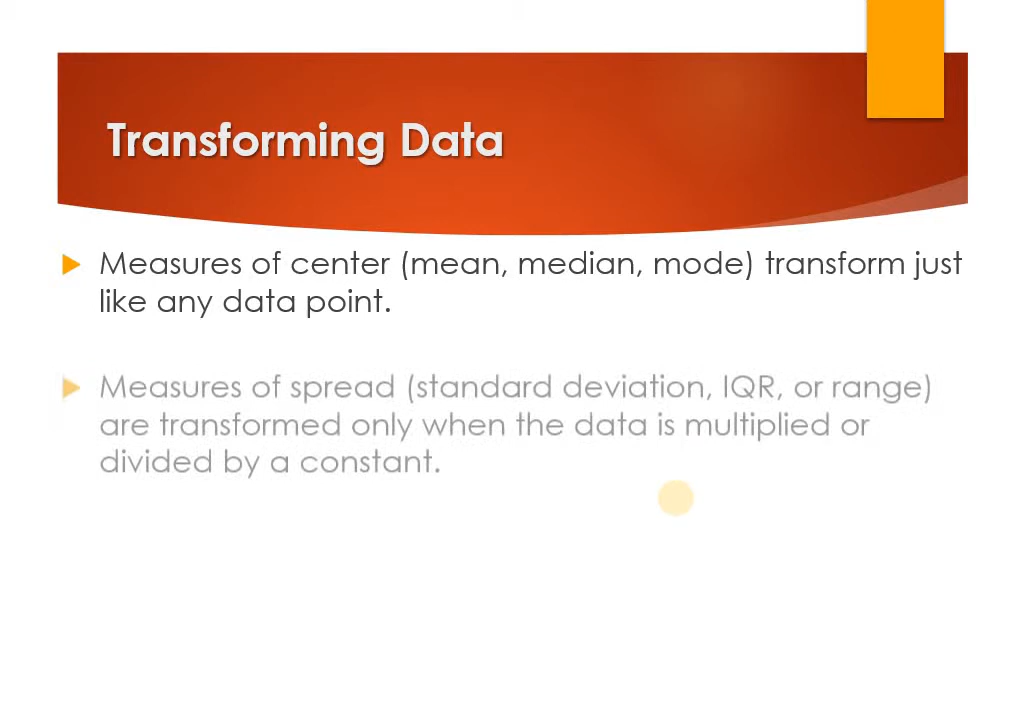 Transforming Data
Measures of center (mean, median, mode) transform just
like any data point.
Measures of spread (standard deviation, IQR, or range)
are transformed only when the data is multiplied or
divided by a constant.